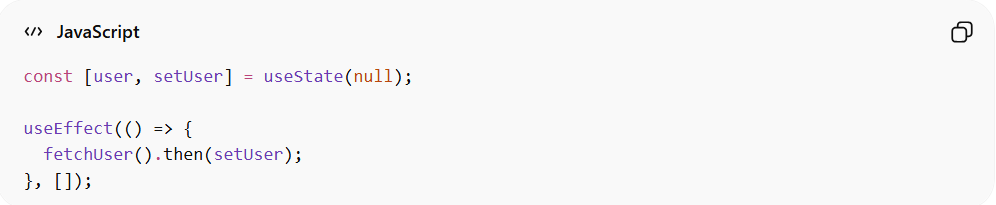 </> JavaScript
const [user, setUser] = useState(null);

useEffect(() => {
  fetchUser().then(setUser);
}, []);